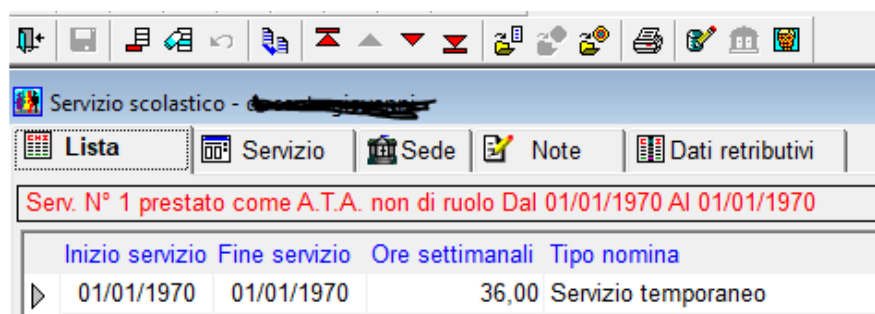 Servizio scolastico -
Lista Servizio Sede Note Dati retributivi
Serv. N° 1 prestato come A.T.A. non di ruolo Dal 01/01/1970 Al 01/01/1970
Inizio servizio Fine servizio Ore settimanali Tipo nomina
01/01/1970 01/01/1970 36,00 Servizio temporaneo